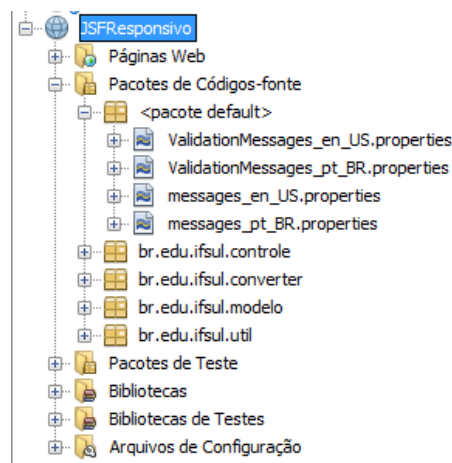 JSFResponsivo
Páginas Web
Pacotes de Códigos-fonte
<pacote default>
ValidationMessages_en_US.properties
ValidationMessages_pt_BR.properties
messages_en_US.properties
messages_pt_BR.properties
br.edu.ifsul.controle
br.edu.ifsul.converter
br.edu.ifsul.modelo
br.edu.ifsul.util
Pacotes de Teste
Bibliotecas
Bibliotecas de Testes
Arquivos de Configuração